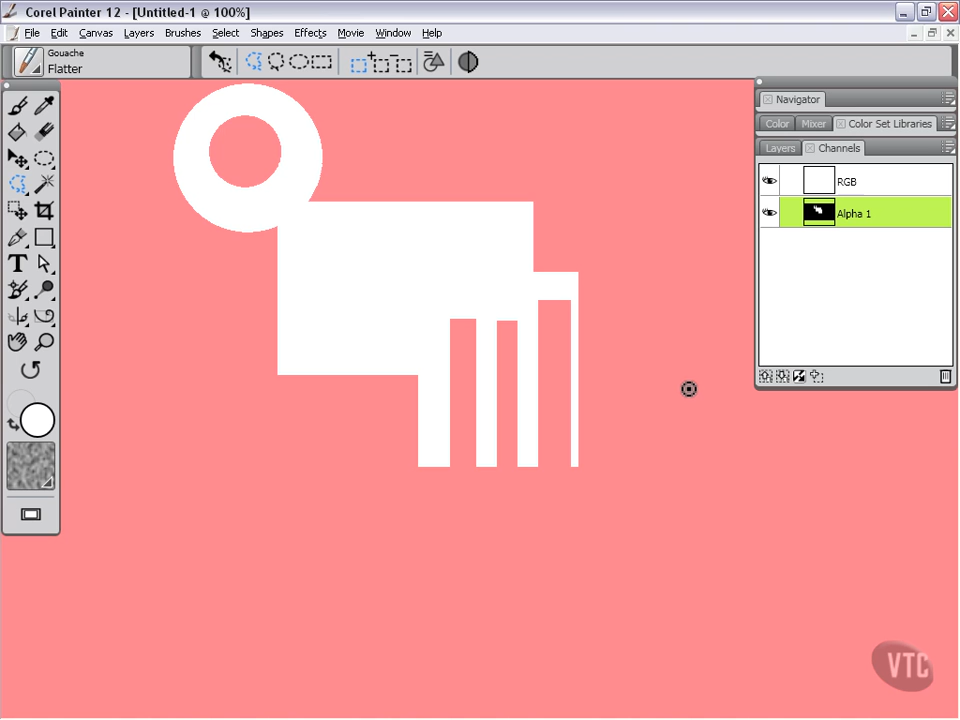 Corel Painter 12 - [Untitled-1 @ 100%]
File Edit Canvas Layers Brushes Select Shapes Effects Movie Window Help
Gouache
Flatter
Navigator
Color Mixer Color Set Libraries
Layers Channels
RGB
Alpha 1
T
VTC